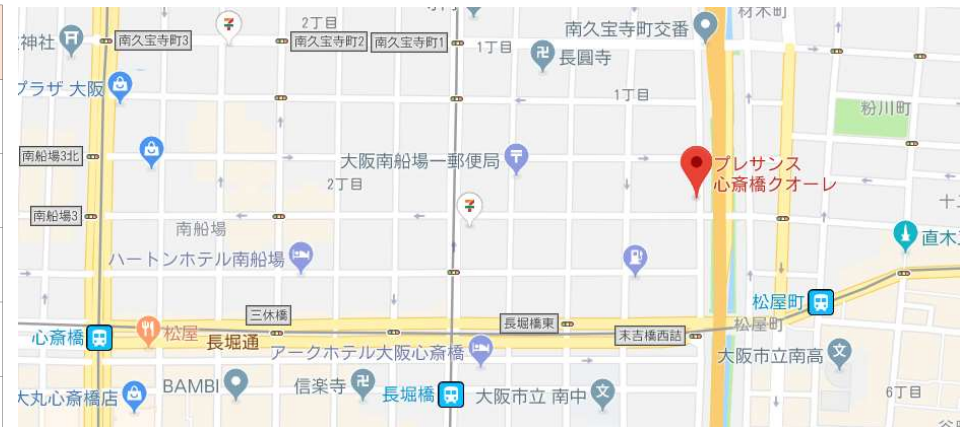 2丁目
南久宝寺町交番
材木町
神社
南久宝寺町3
南久宝寺町2
南久宝寺町1
1丁目
長圓寺
プラザ 大阪
1丁目
粉川町
南船場3北
大阪南船場一郵便局
2丁目
プレサンス
心斎橋クオーレ
南船場3
南船場
直木
ハートンホテル南船場
松屋町
三休橋
長堀橋東
松屋町
心斎橋
松屋
長堀通
末吉橋西詰
アークホテル大阪心斎橋
大阪市立南高
BAMBI
信楽寺
長堀橋
大阪市立 南中
6丁目
大丸心斎橋店